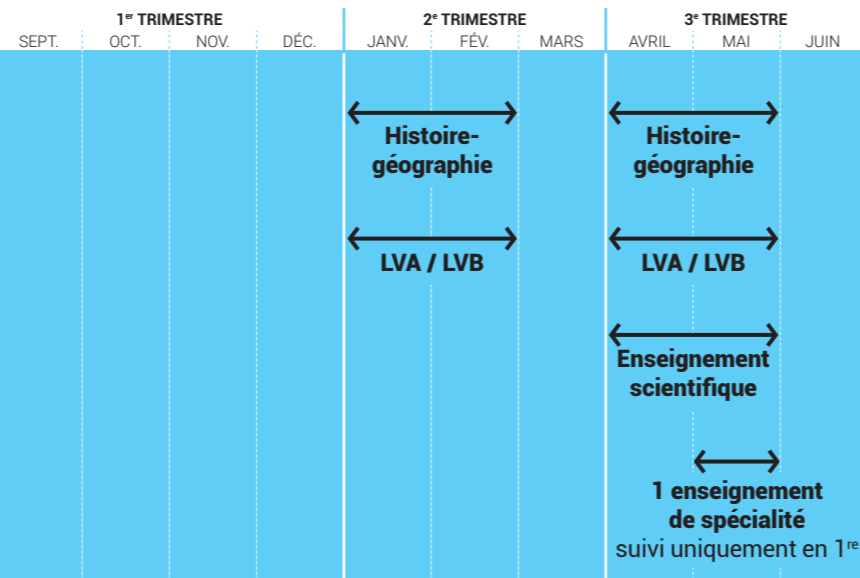 1er TRIMESTRE 2e TRIMESTRE 3e TRIMESTRE
SEPT. OCT. NOV. DÉC. JANV. FÉV. MARS AVRIL MAI JUIN
Histoire-
géographie
Histoire-
géographie
LVA / LVB
LVA / LVB
Enseignement
scientifique
1 enseignement
de spécialité
suivi uniquement en 1re